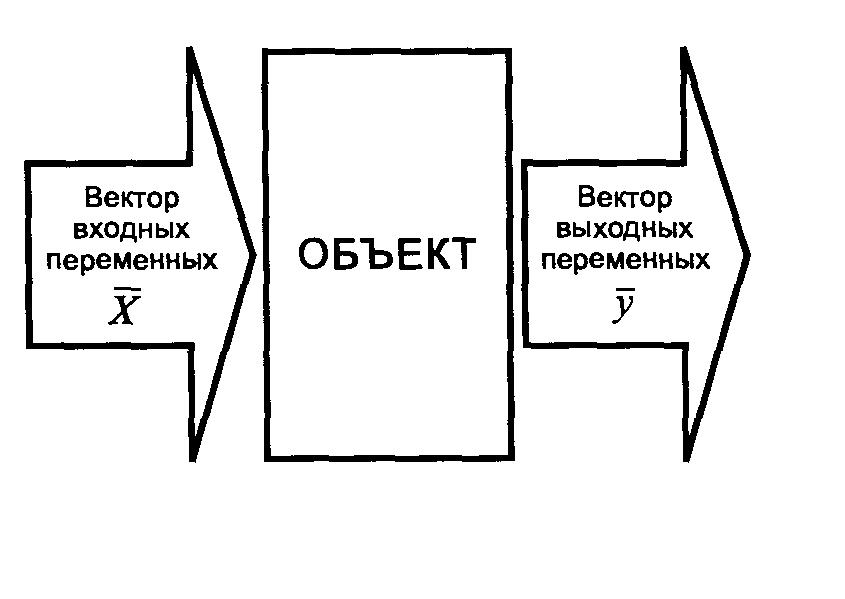 Вектор
входных
переменных
X̅
ОБЪЕКТ
Вектор
выходных
переменных
y̅